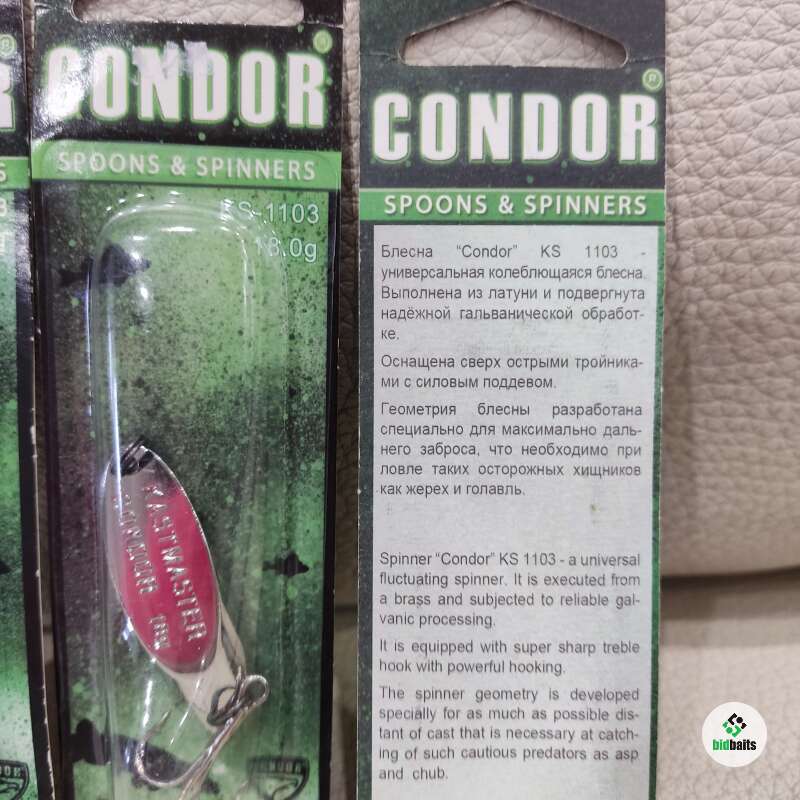 CONDOR
SPOONS & SPINNERS
KS-1103
18.0g
KASTMASTER
CONDOR
CONDOR ®
SPOONS & SPINNERS
Блесна “Condor” KS 1103 -
универсальная колеблющаяся блесна.
Выполнена из латуни и подвергнута
надёжной гальванической обработ-
ке.
Оснащена сверх острыми тройника-
ми с силовым поддевом.
Геометрия блесны разработана
специально для максимально даль-
него заброса, что необходимо при
ловле таких осторожных хищников
как жерех и голавль.
Spinner “Condor” KS 1103 - a universal
fluctuating spinner. It is executed from
a brass and subjected to reliable gal-
vanic processing.
It is equipped with super sharp treble
hook with powerful hooking.
The spinner geometry is developed
specially for as much as possible dis-
tant of cast that is necessary at catch-
ing of such cautious predators as asp
and chub.
bidbaits